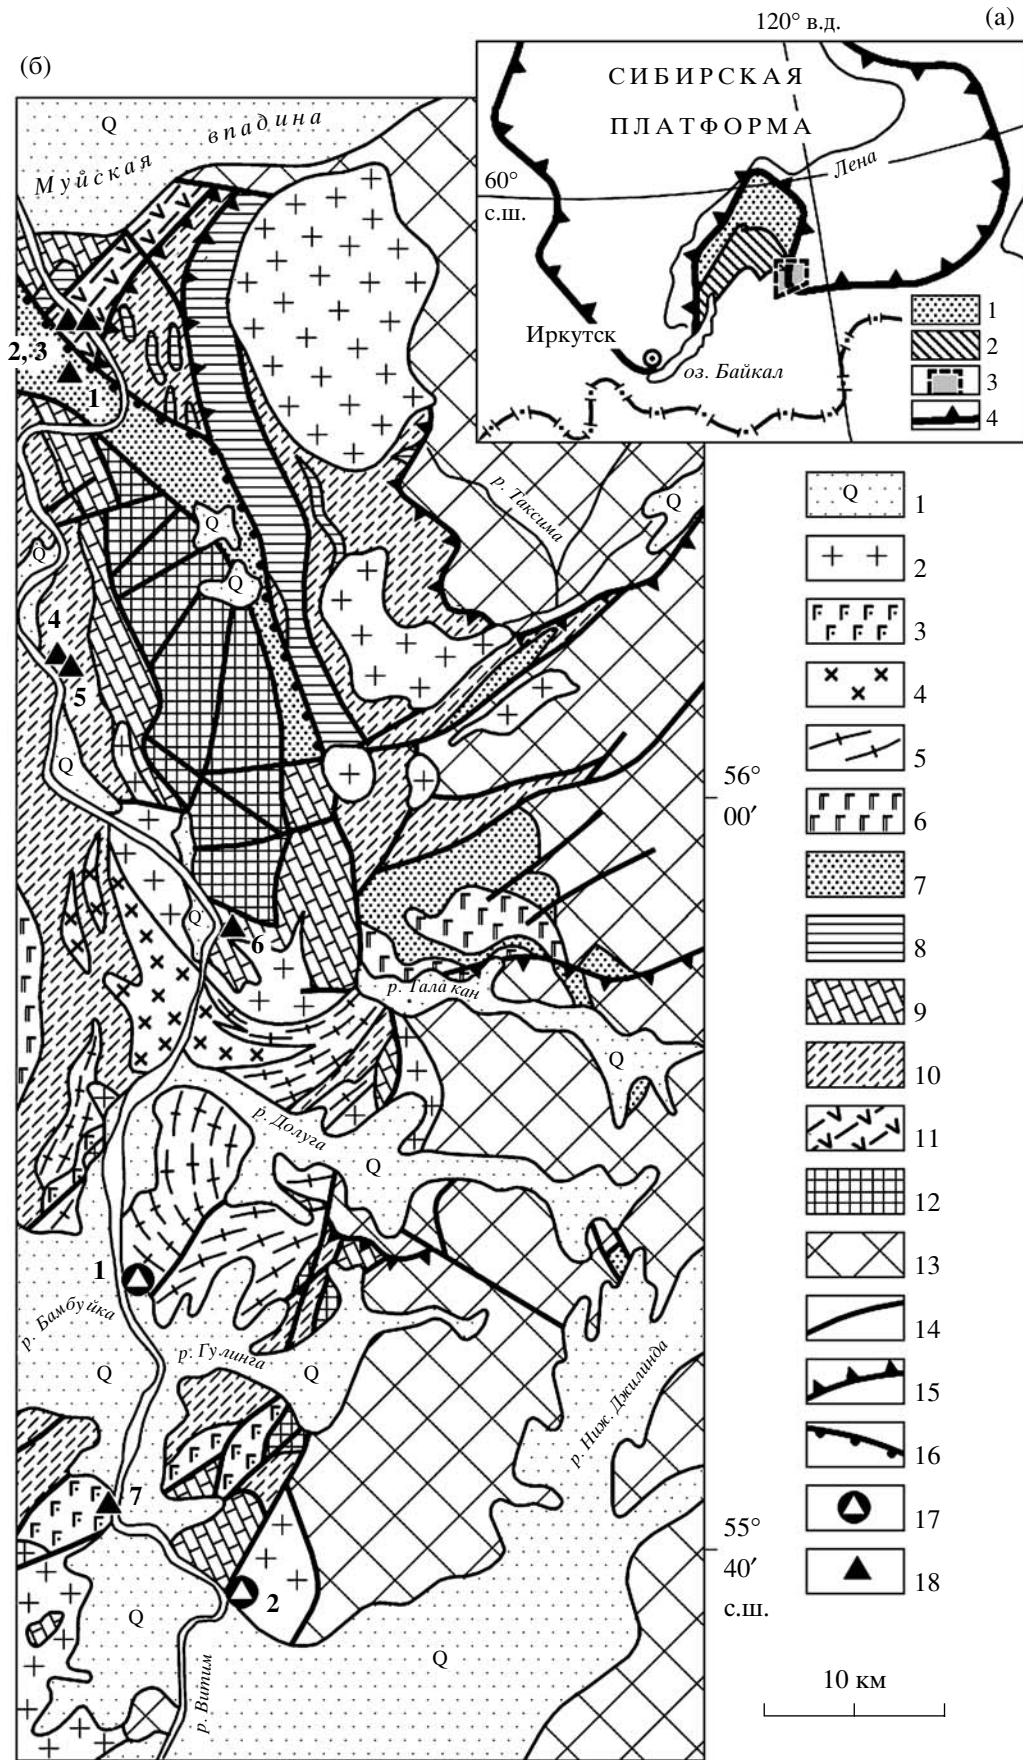 120° в.д.
(а)
(б)
СИБИРСКАЯ
ПЛАТФОРМА
Лена
60°
с.ш.
Иркутск
оз. Байкал
1
2
3
4
Q
Муйская впадина
2, 3
1
р. Таксима
Q
Q
Q
Q
4
5
Q
56°
00′
Q
6
р. Талакан
Q
р. Долуга
Q
1
р. Бамбуйка
р. Гулинга
Q
Q
р. Ниж. Джилинда
7
55°
40′
с.ш.
2
Q
Q
р. Витим
Q
1
2
3
4
5
6
7
8
9
10
11
12
13
14
15
16
17
18
10 км